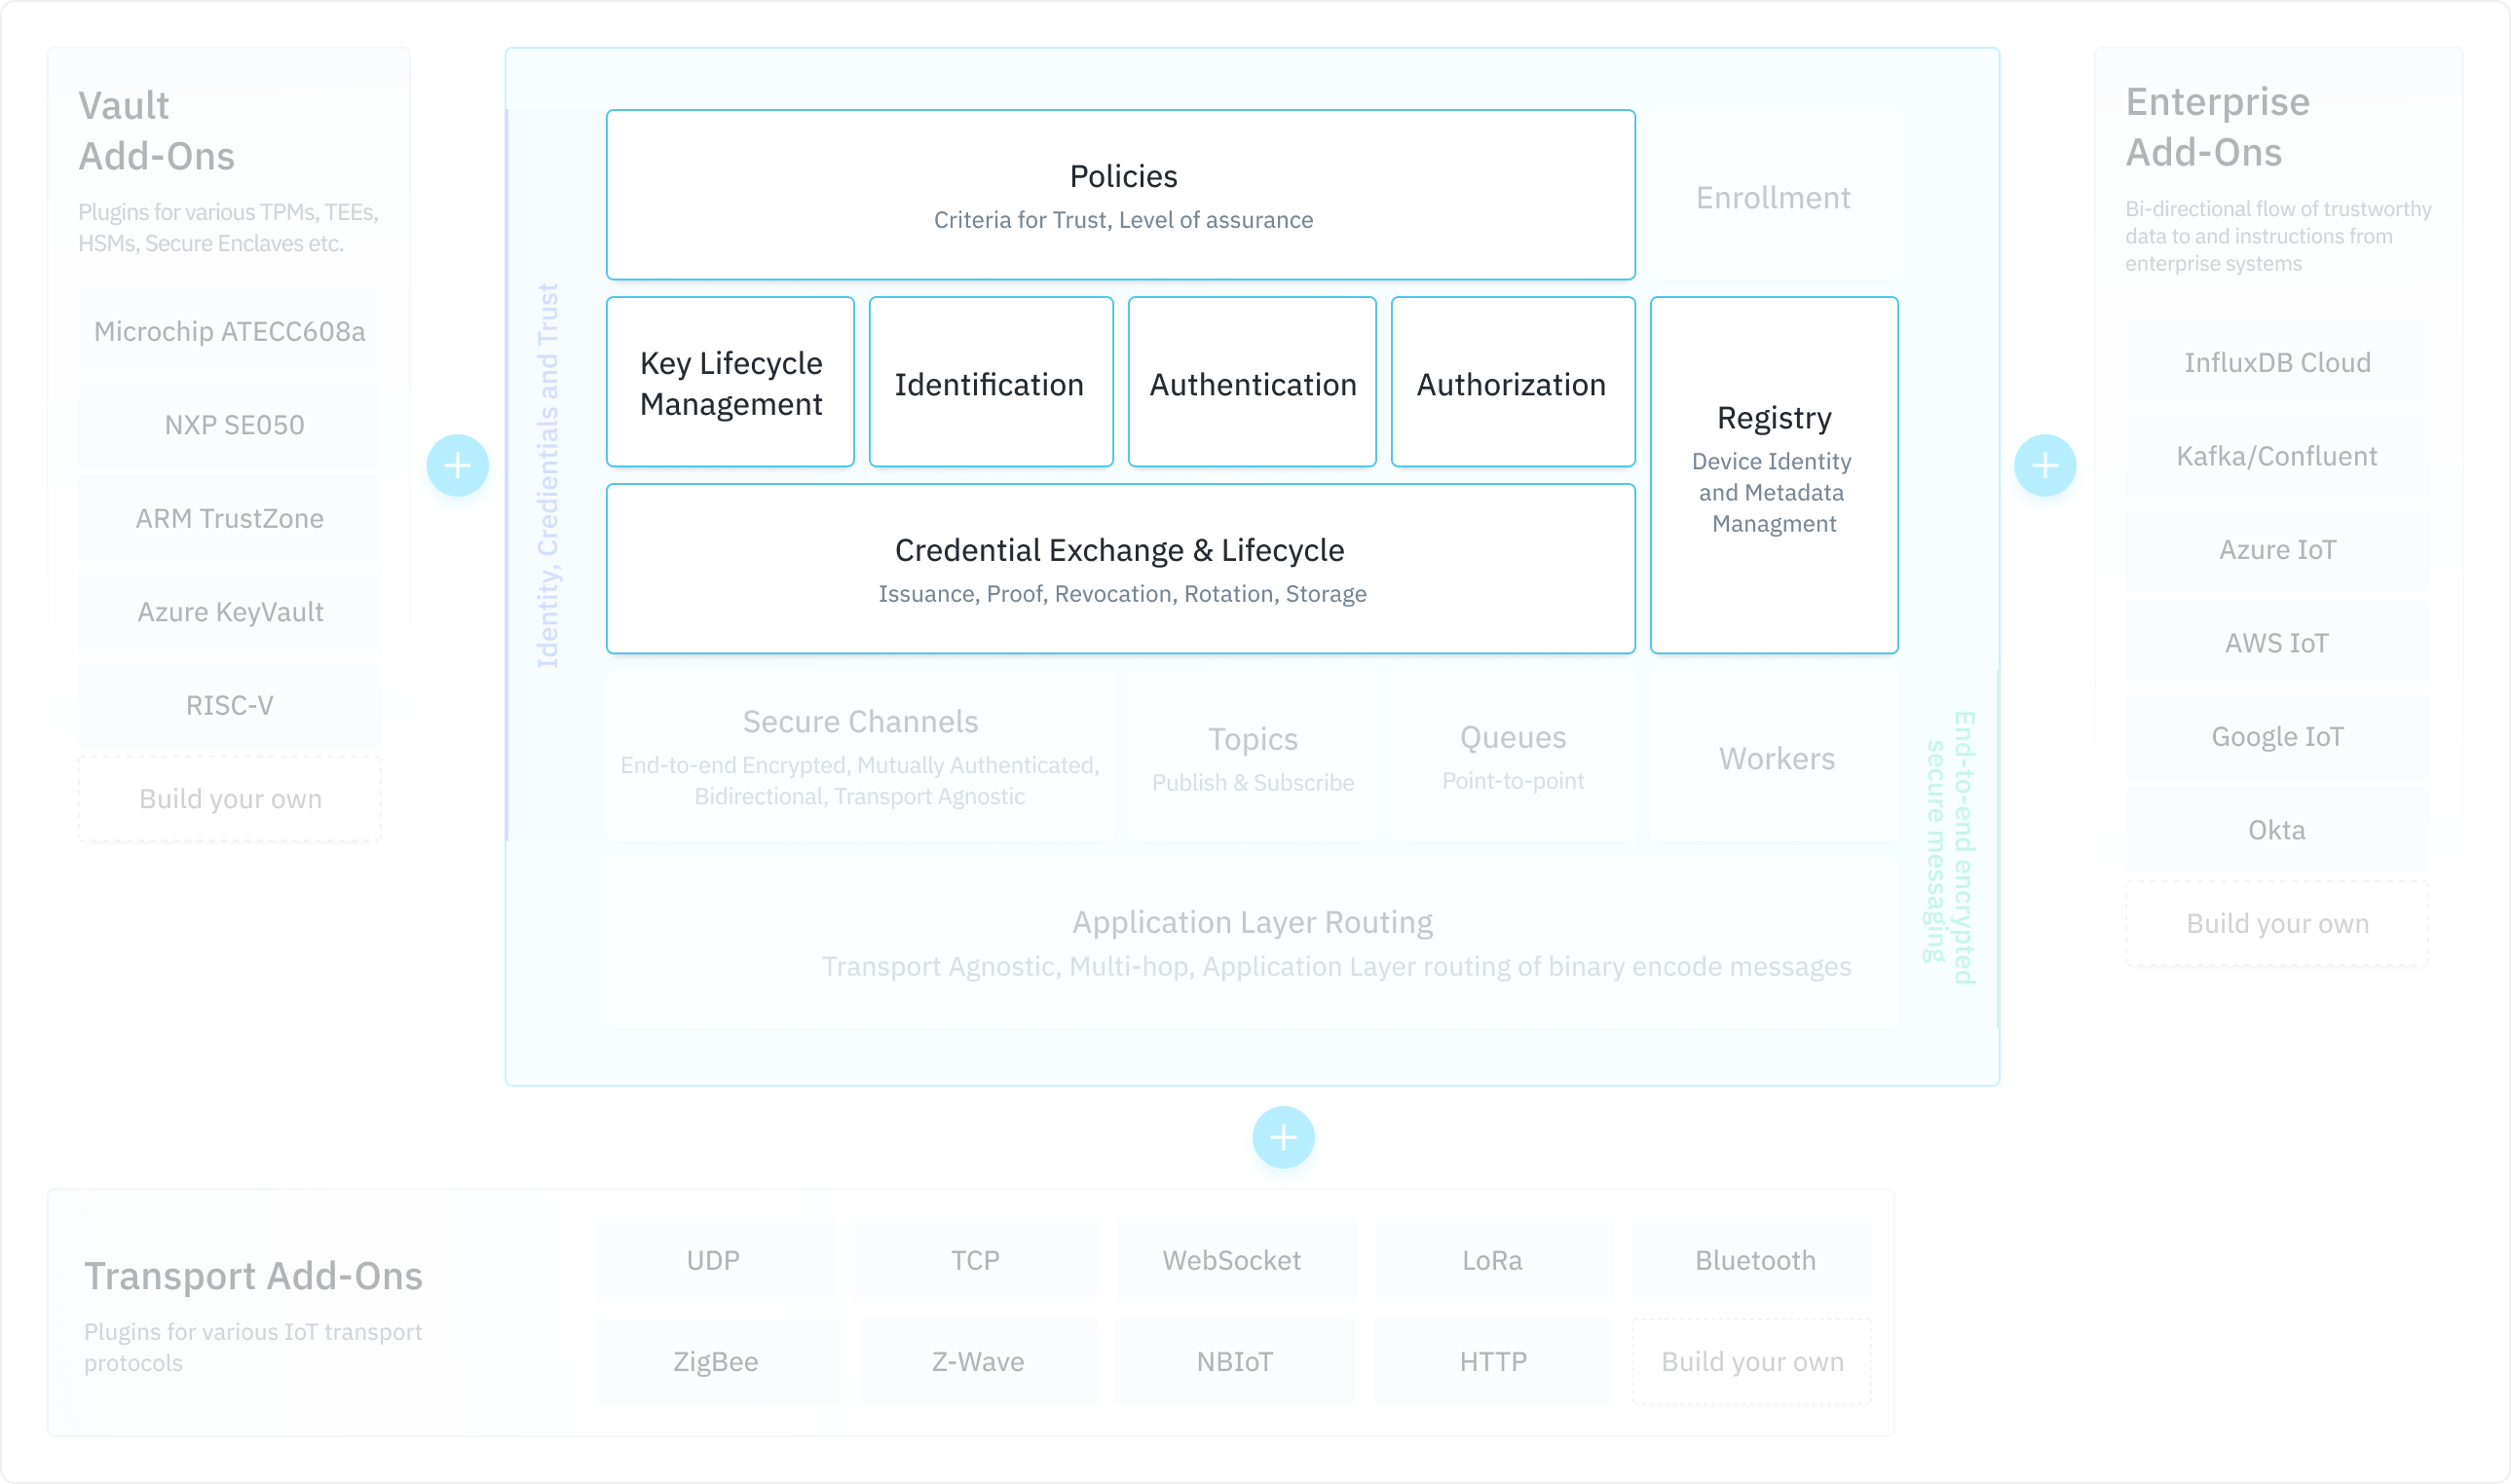 Vault
Add-Ons
Plugins for various TPMs, TEEs,
HSMs, Secure Enclaves etc.
Microchip ATECC608a
NXP SE050
ARM TrustZone
Azure KeyVault
RISC-V
Build your own
Identity, Credientials and Trust
Policies
Criteria for Trust, Level of assurance
Enrollment
Key Lifecycle
Management
Identification
Authentication
Authorization
Registry
Device Identity
and Metadata
Managment
Credential Exchange & Lifecycle
Issuance, Proof, Revocation, Rotation, Storage
Secure Channels
End-to-end Encrypted, Mutually Authenticated,
Bidirectional, Transport Agnostic
Topics
Publish & Subscribe
Queues
Point-to-point
Workers
End-to-end encrypted
secure messaging
Application Layer Routing
Transport Agnostic, Multi-hop, Application Layer routing of binary encode messages
Enterprise
Add-Ons
Bi-directional flow of trustworthy
data to and instructions from
enterprise systems
InfluxDB Cloud
Kafka/Confluent
Azure IoT
AWS IoT
Google IoT
Okta
Build your own
Transport Add-Ons
Plugins for various IoT transport
protocols
UDP
TCP
WebSocket
LoRa
Bluetooth
ZigBee
Z-Wave
NBIoT
HTTP
Build your own